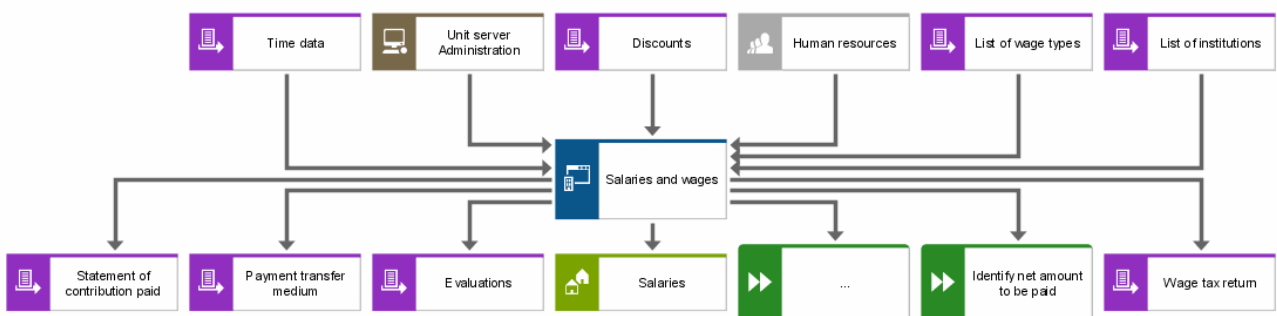 Time data
Unit server
Administration
Discounts
Human resources
List of wage types
List of institutions
Salaries and wages
Statement of
contribution paid
Payment transfer
medium
Evaluations
Salaries
...
Identify net amount
to be paid
Wage tax return